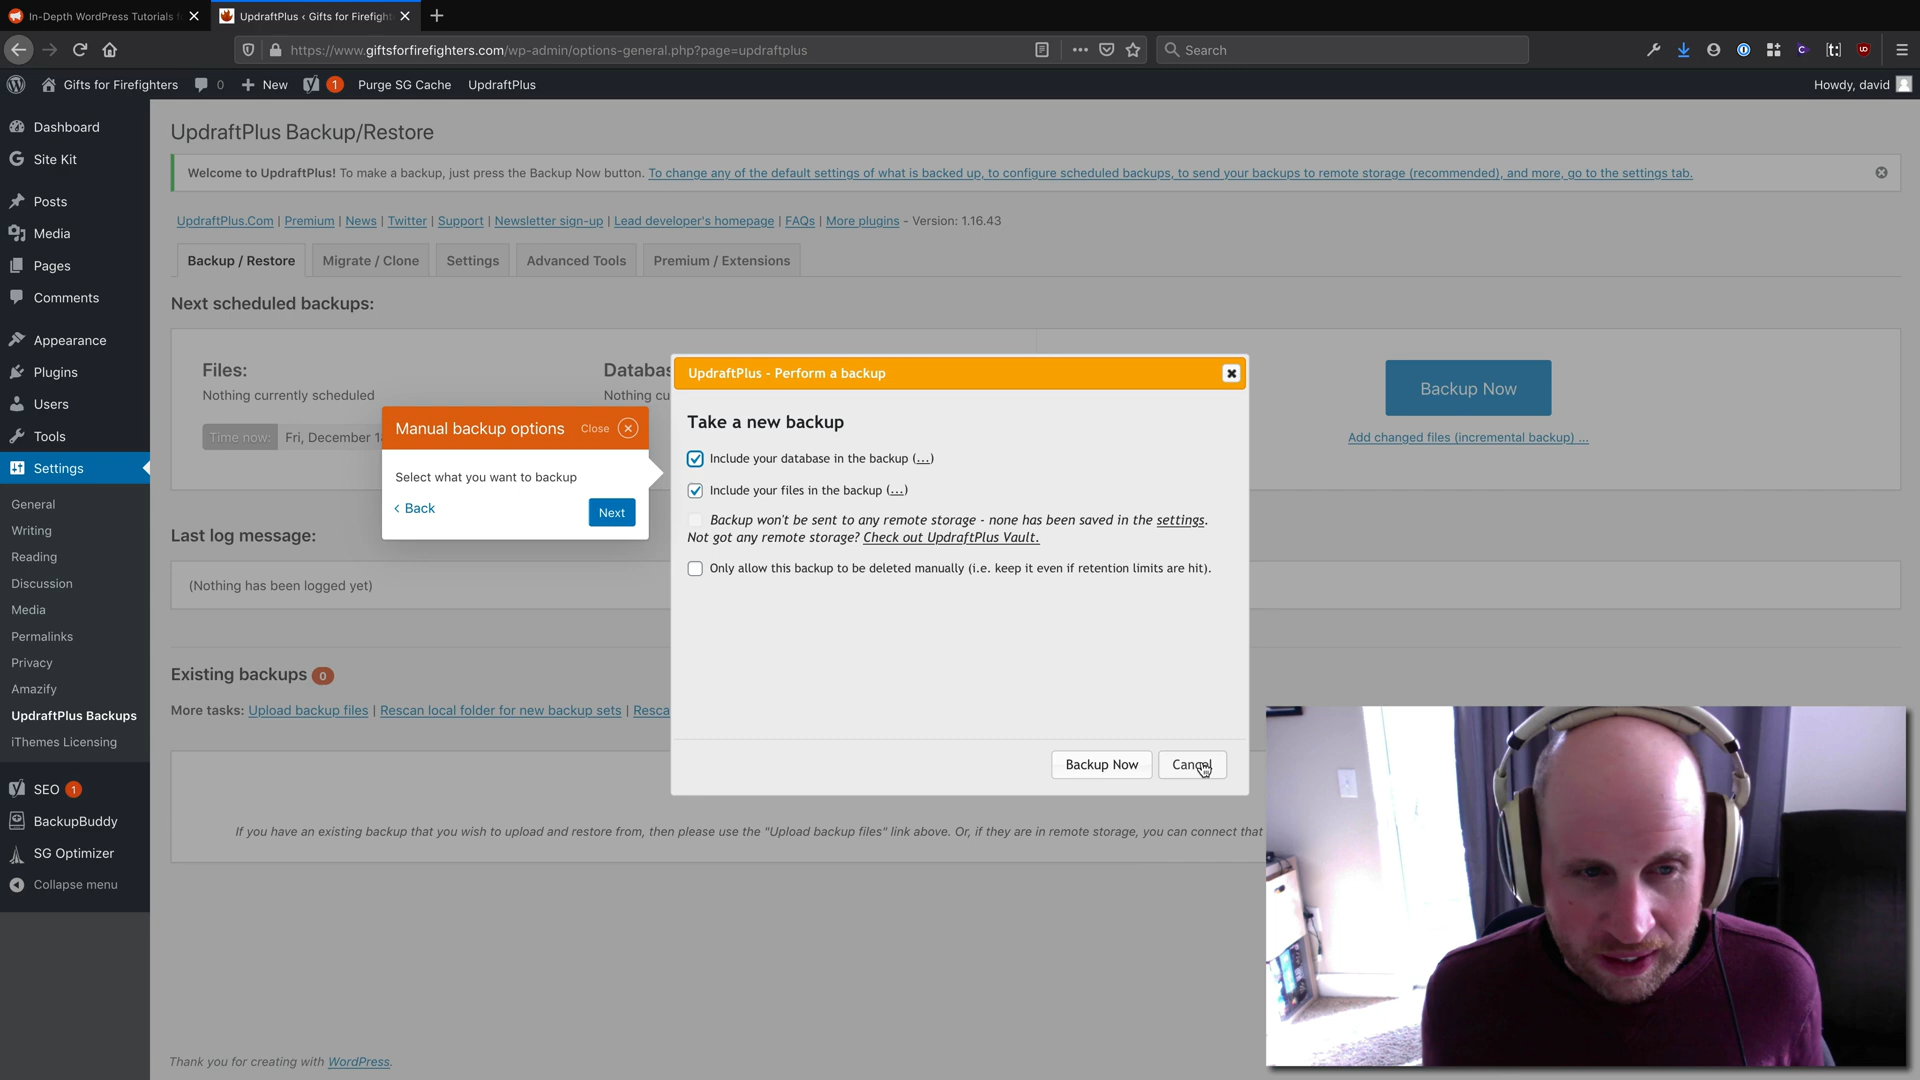 In-Depth WordPress Tutorials f
UpdraftPlus ‹ Gifts for Firefight
https://www.giftsforfirefighters.com/wp-admin/options-general.php?page=updraftplus
Search
Gifts for Firefighters
0
New
1
Purge SG Cache
UpdraftPlus
Howdy, david
Dashboard
Site Kit
Posts
Media
Pages
Comments
Appearance
Plugins
Users
Tools
Settings
General
Writing
Reading
Discussion
Media
Permalinks
Privacy
Amazify
UpdraftPlus Backups
iThemes Licensing
SEO 1
BackupBuddy
SG Optimizer
Collapse menu
UpdraftPlus Backup/Restore
Welcome to UpdraftPlus! To make a backup, just press the Backup Now button. To change any of the default settings of what is backed up, to configure scheduled backups, to send your backups to remote storage (recommended), and more, go to the settings tab.
UpdraftPlus.Com | Premium | News | Twitter | Support | Newsletter sign-up | Lead developer's homepage | FAQs | More plugins - Version: 1.16.43
Backup / Restore
Migrate / Clone
Settings
Advanced Tools
Premium / Extensions
Next scheduled backups:
Files:
Nothing currently scheduled
Time now:
Fri, December 1
Databa
Nothing cu
Backup Now
Add changed files (incremental backup) ...
Manual backup options
Close
Select what you want to backup
‹ Back
Next
UpdraftPlus - Perform a backup
Take a new backup
Include your database in the backup (...)
Include your files in the backup (...)
Backup won't be sent to any remote storage - none has been saved in the settings.
Not got any remote storage? Check out UpdraftPlus Vault.
Only allow this backup to be deleted manually (i.e. keep it even if retention limits are hit).
Backup Now
Cancel
Last log message:
(Nothing has been logged yet)
Existing backups 0
More tasks: Upload backup files | Rescan local folder for new backup sets | Resca
If you have an existing backup that you wish to upload and restore from, then please use the "Upload backup files" link above. Or, if they are in remote storage, you can connect that
Thank you for creating with WordPress.